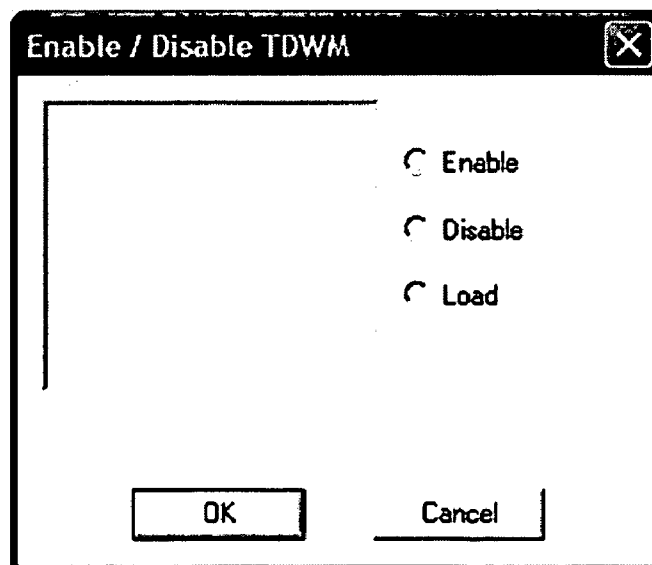 Enable / Disable TDWM
Enable
Disable
Load
OK
Cancel